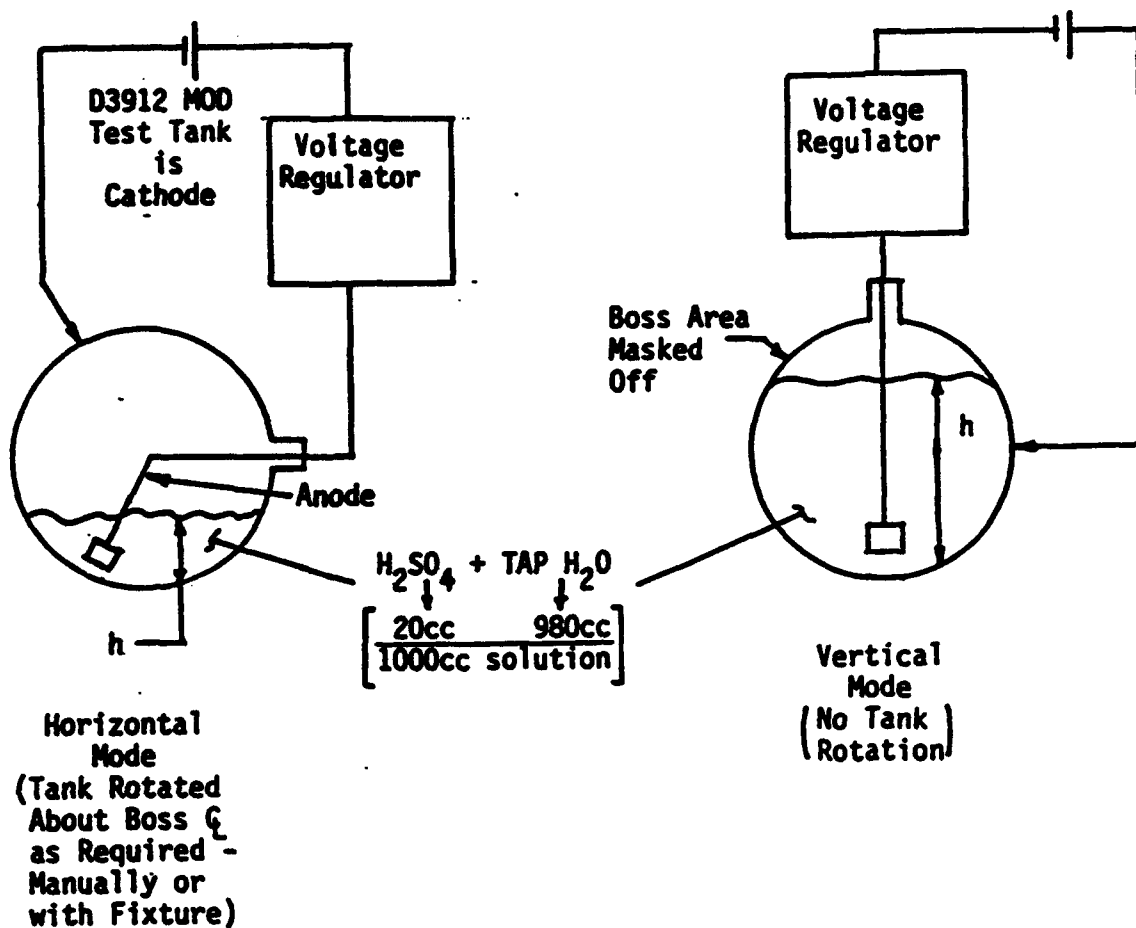 D3912 MOD
Test Tank
is
Cathode
Voltage
Regulator
Anode
h
Horizontal
Mode
(Tank Rotated
About Boss ℄
as Required -
Manually or
with Fixture)
H₂SO₄ + TAP H₂O
20cc 980cc
1000cc solution
Voltage
Regulator
Boss Area
Masked
Off
h
Vertical
Mode
(No Tank
Rotation)